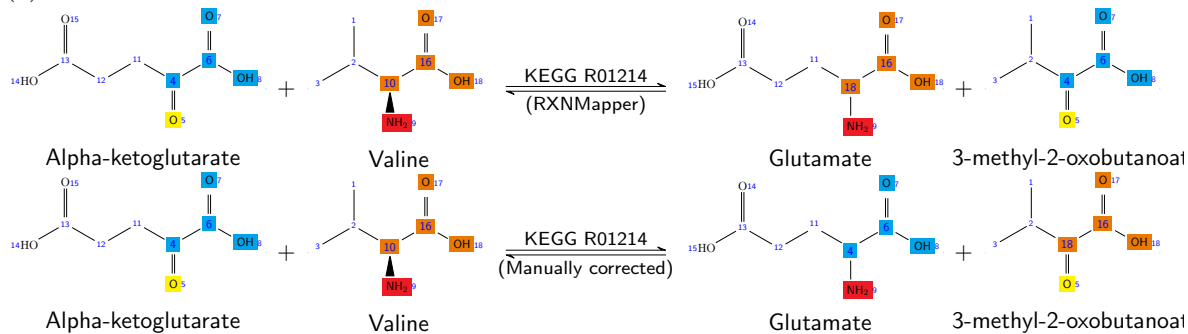 O15 O7 1 O17 O14 O7 1
11 6 2 16 11 16 2 6
14HO 13 12 4 OH8 3 10 OH18 KEGG R01214 15HO 13 12 18 OH18 3 4 OH8
+ (RXNMapper) +
O5 NH2 9 NH2 9 O5
Alpha-ketoglutarate Valine Glutamate 3-methyl-2-oxobutanoat
O15 O7 1 O17 O14 O7 1 O17
11 6 2 16 11 6 2 16
14HO 13 12 4 OH8 3 10 OH18 KEGG R01214 15HO 13 12 4 OH8 3 18 OH18
+ (Manually corrected) +
O5 NH2 9 NH2 9 O5
Alpha-ketoglutarate Valine Glutamate 3-methyl-2-oxobutanoat